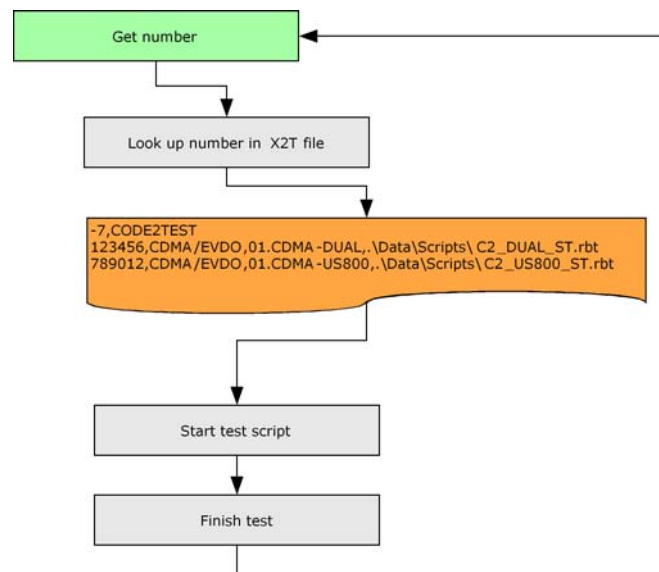 Get number
Look up number in X2T file
-7,CODE2TEST
123456,CDMA/EVDO,01.CDMA-DUAL,.\Data\Scripts\ C2_DUAL_ST.rbt
789012,CDMA/EVDO,01.CDMA-US800,.\Data\Scripts\ C2_US800_ST.rbt
Start test script
Finish test